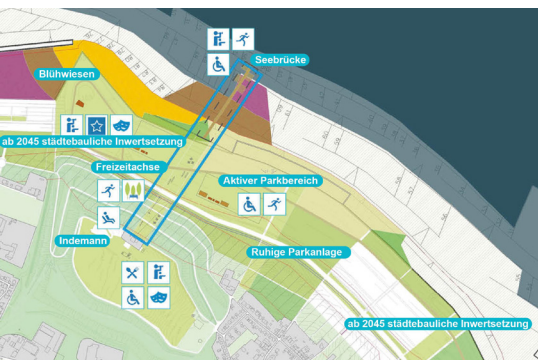 Seebrücke
Blühwiesen
ab 2045 städtebauliche Inwertsetzung
Freizeitachse
Aktiver Parkbereich
Indemann
Ruhige Parkanlage
ab 2045 städtebauliche Inwertsetzung